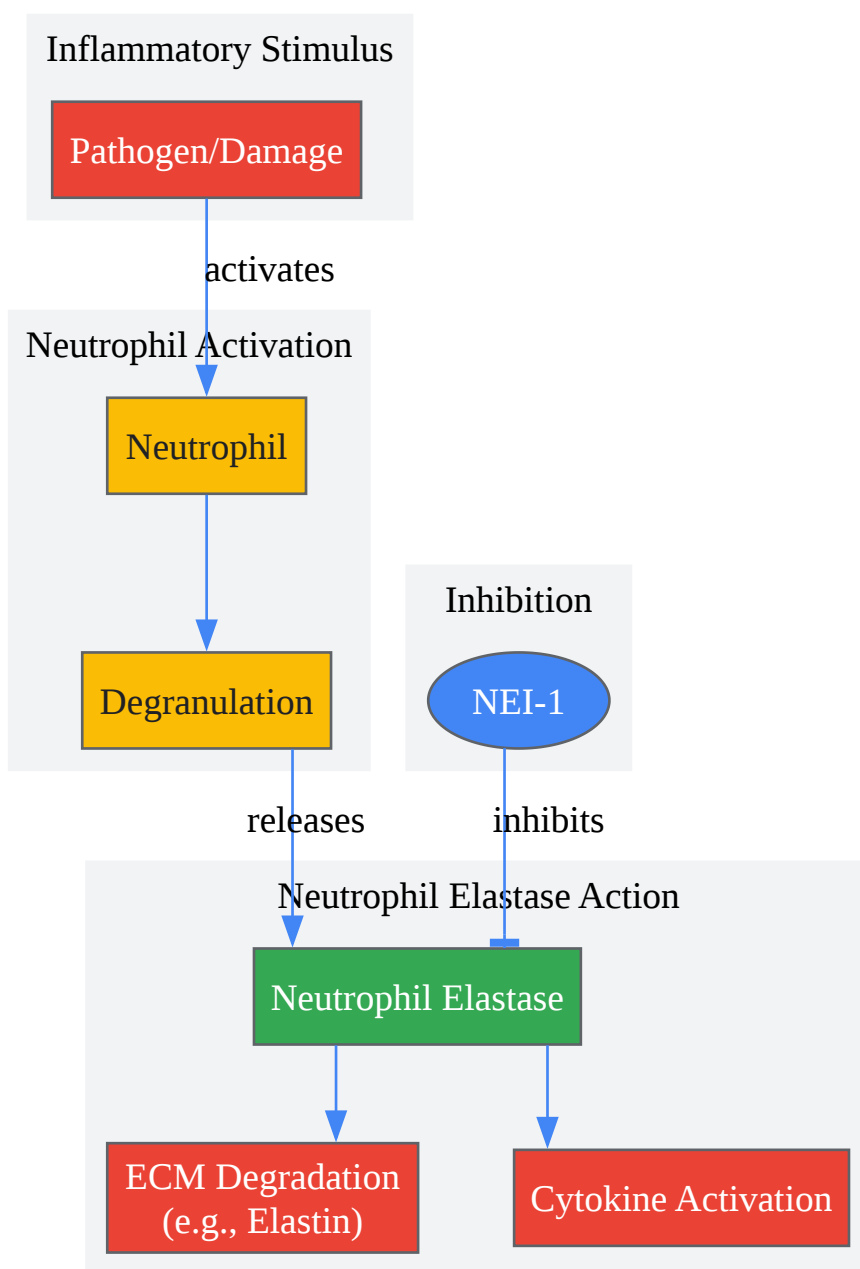 Inflammatory Stimulus
Pathogen/Damage
activates
Neutrophil Activation
Neutrophil
Inhibition
Degranulation
NEI-1
releases
inhibits
Neutrophil Elastase Action
Neutrophil Elastase
ECM Degradation
(e.g., Elastin)
Cytokine Activation